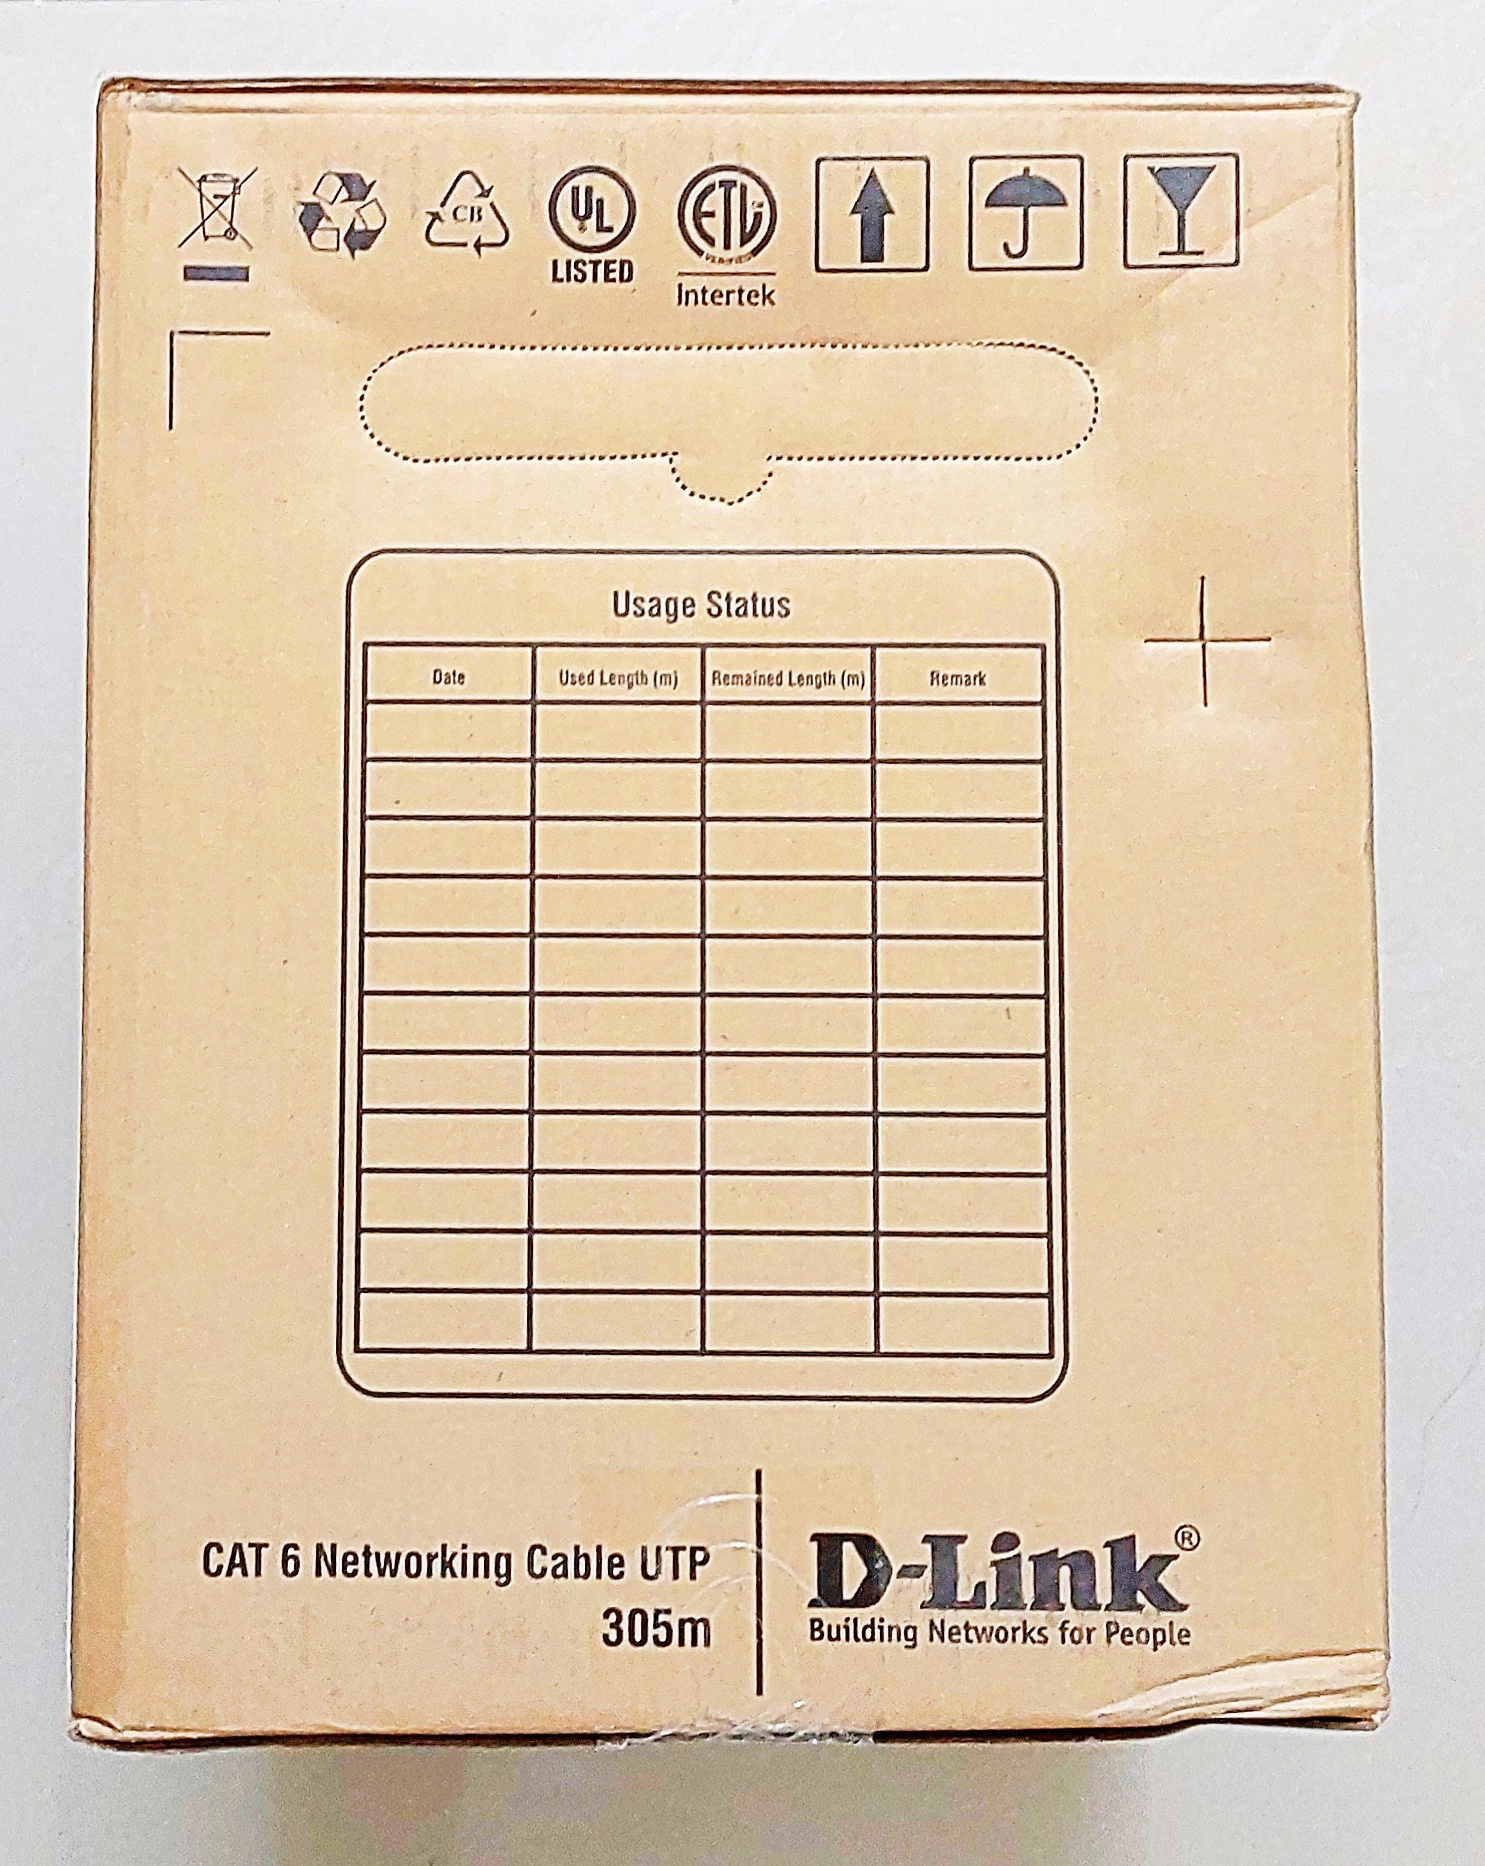 CB
UL
LISTED
ETL
VERIFIED
Intertek
Usage Status
Date Used Length (m) Remained Length (m) Remark
CAT 6 Networking Cable UTP
305m
D-Link®
Building Networks for People